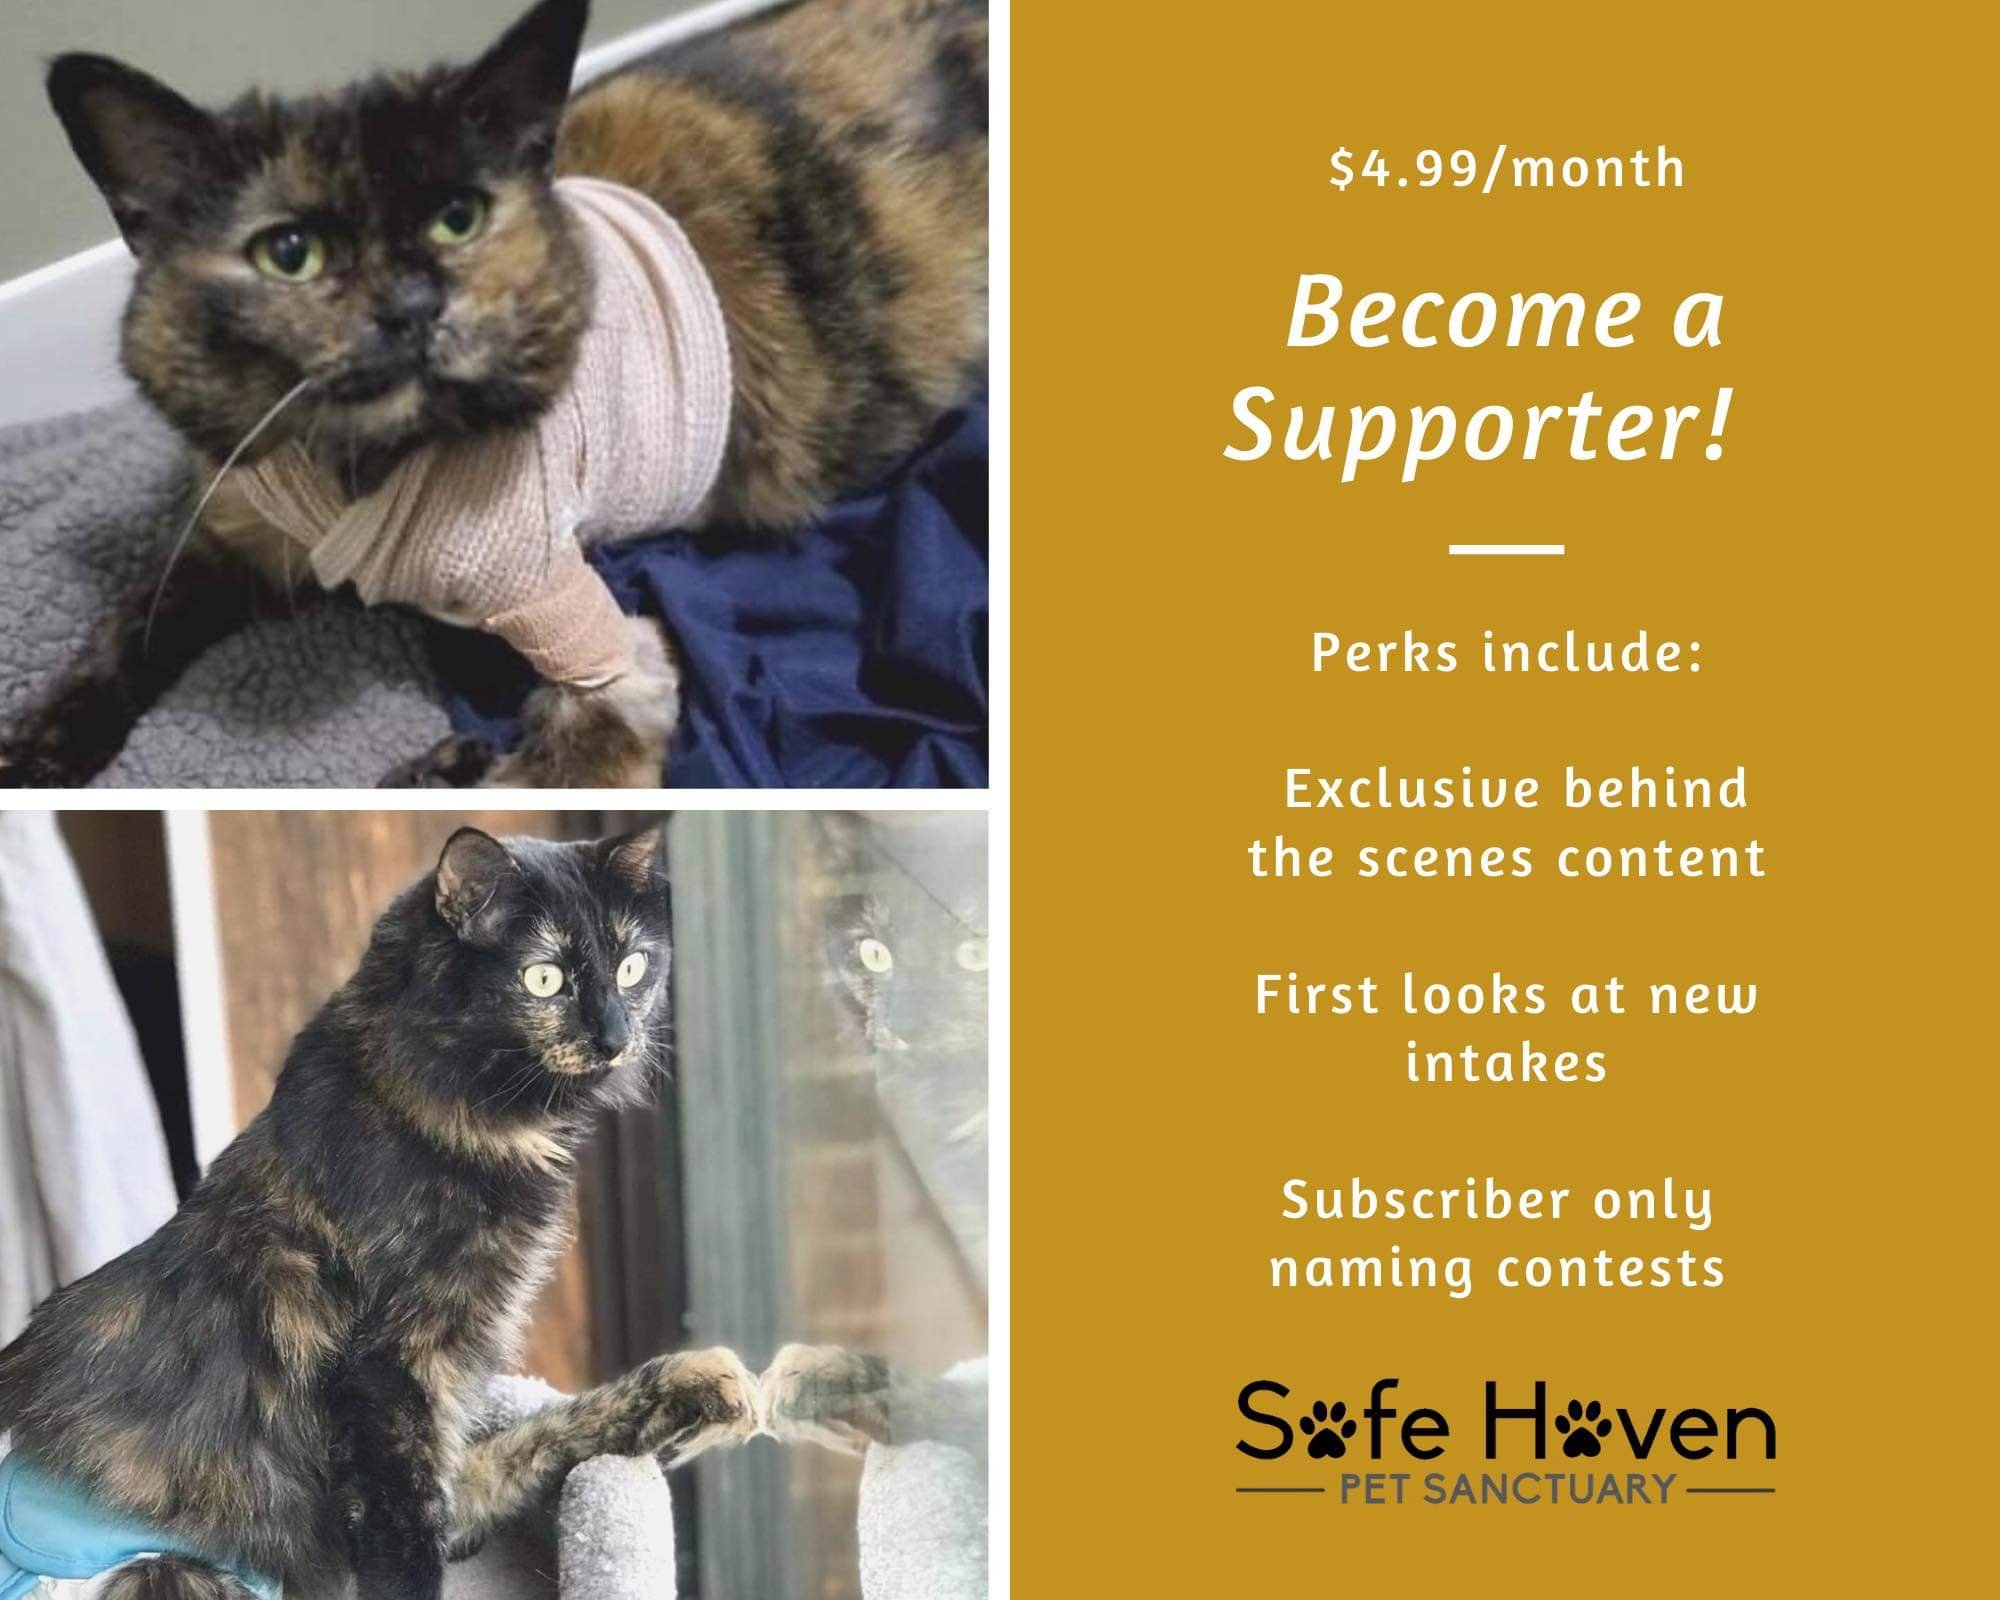 $4.99/month
Become a
Supporter!
Perks include:
Exclusive behind
the scenes content
First looks at new
intakes
Subscriber only
naming contests
Safe Haven
PET SANCTUARY